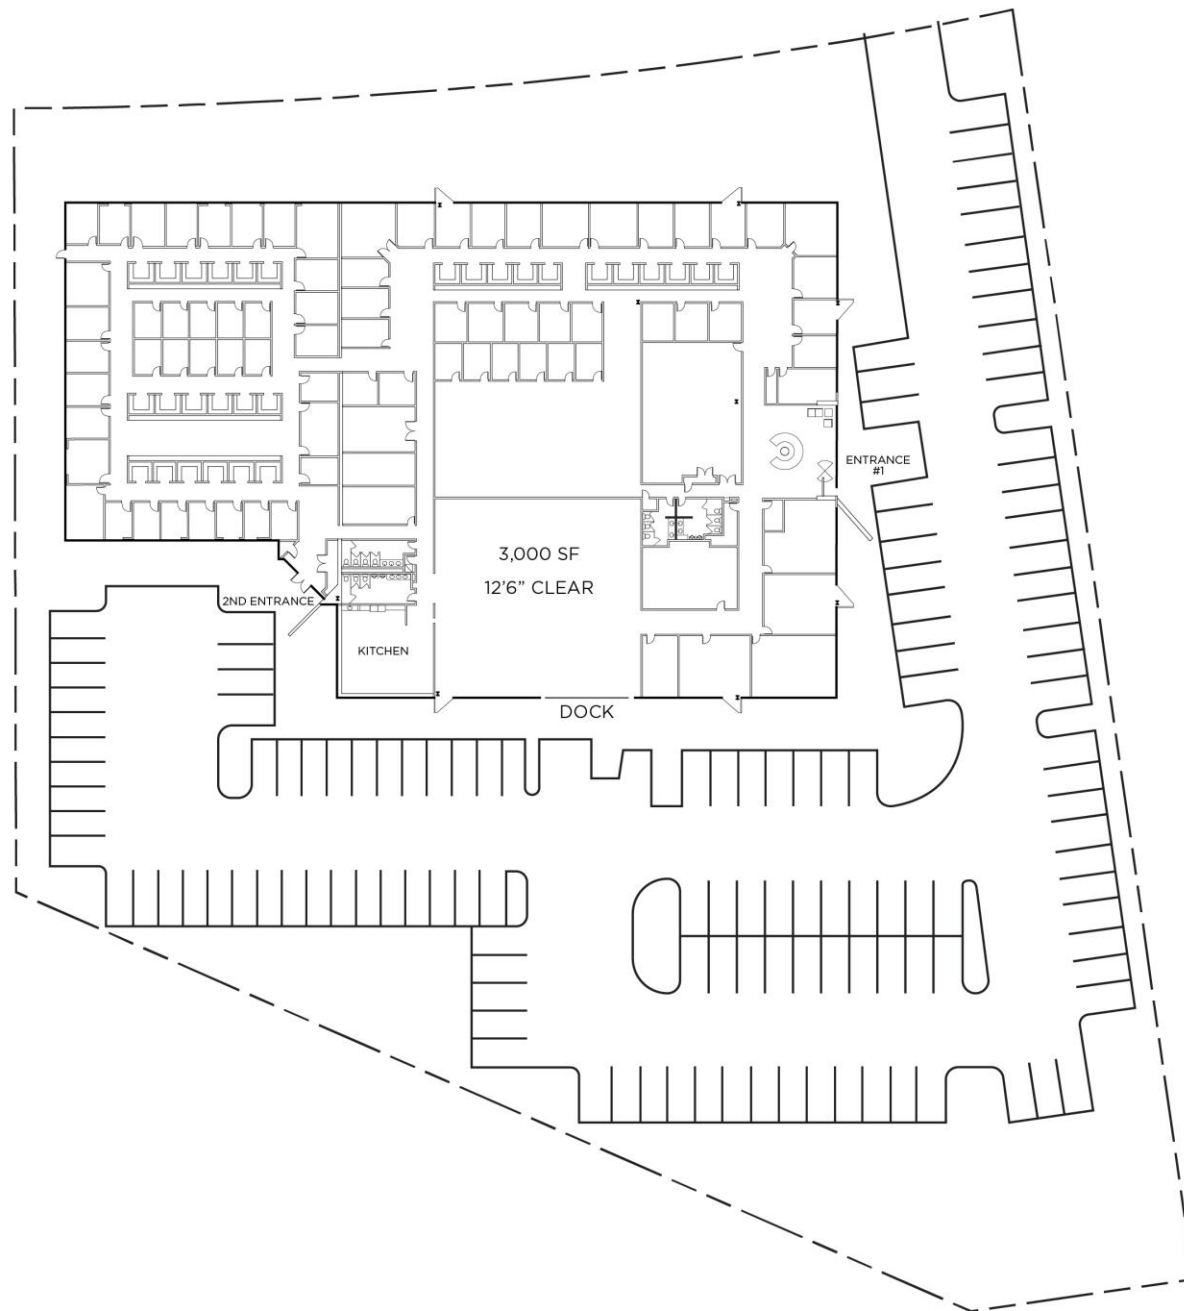 ENTRANCE
#1
3,000 SF
12'6” CLEAR
2ND ENTRANCE
KITCHEN
DOCK